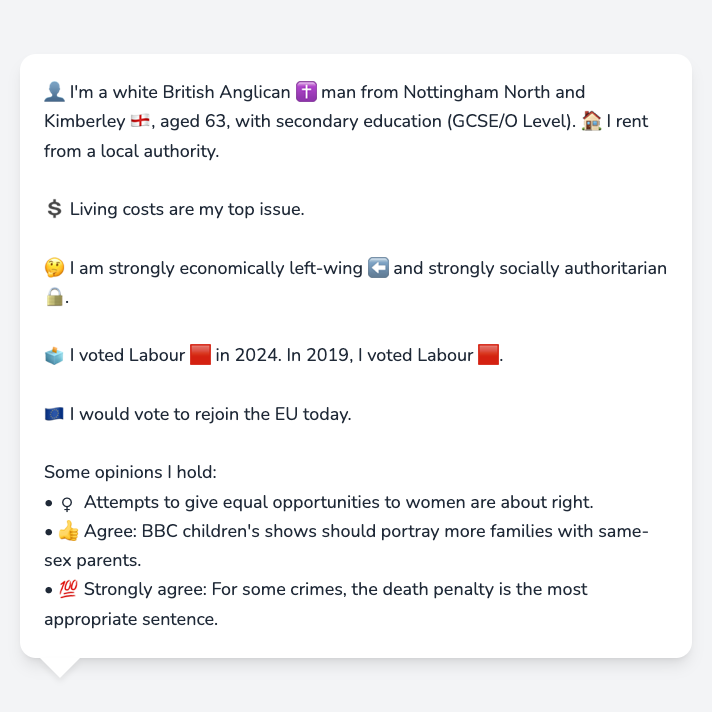 👤 I'm a white British Anglican ✝️ man from Nottingham North and
Kimberley 🏴󠁧󠁢󠁥󠁮󠁧󠁿, aged 63, with secondary education (GCSE/O Level). 🏠 I rent
from a local authority.
💲 Living costs are my top issue.
🤔 I am strongly economically left-wing ⬅️ and strongly socially authoritarian
🔒.
🗳️ I voted Labour 🟥 in 2024. In 2019, I voted Labour 🟥.
🇪🇺 I would vote to rejoin the EU today.
Some opinions I hold:
• ♀️ Attempts to give equal opportunities to women are about right.
• 👍 Agree: BBC children's shows should portray more families with same-
sex parents.
• 💯 Strongly agree: For some crimes, the death penalty is the most
appropriate sentence.